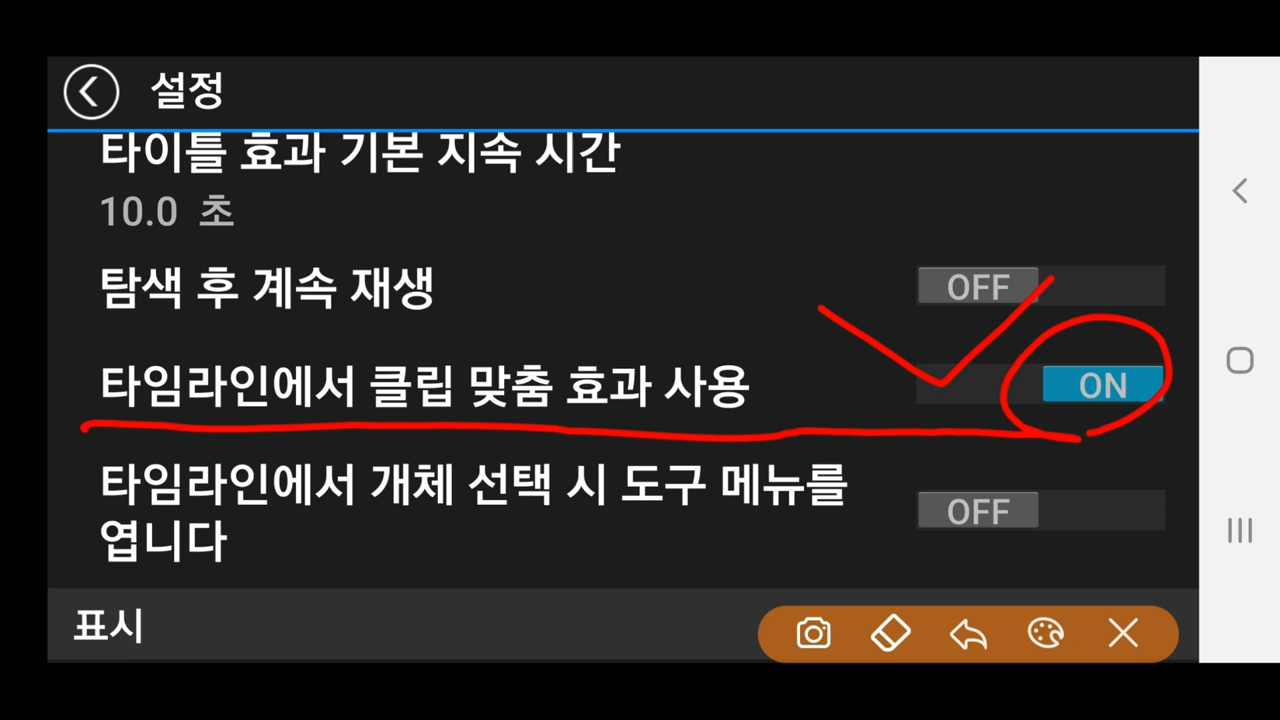 설정
타이틀 효과 기본 지속 시간
10.0 초
탐색 후 계속 재생 OFF
타임라인에서 클립 맞춤 효과 사용 ON
타임라인에서 개체 선택 시 도구 메뉴를
엽니다 OFF
표시